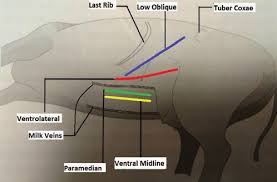 Last Rib
Low Oblique
Tuber Coxae
Ventrolateral
Milk Veins
Paramedian
Ventral Midline